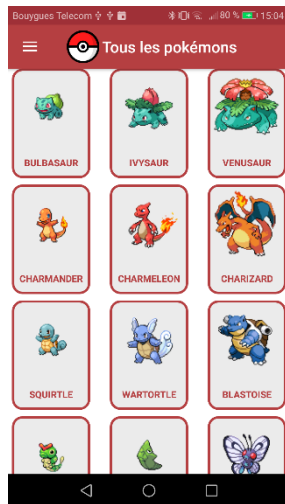 Bouygues Telecom 80 % 15:04
Tous les pokémons
BULBASAUR IVYSAUR VENUSAUR
CHARMANDER CHARMELEON CHARIZARD
SQUIRTLE WARTORTLE BLASTOISE